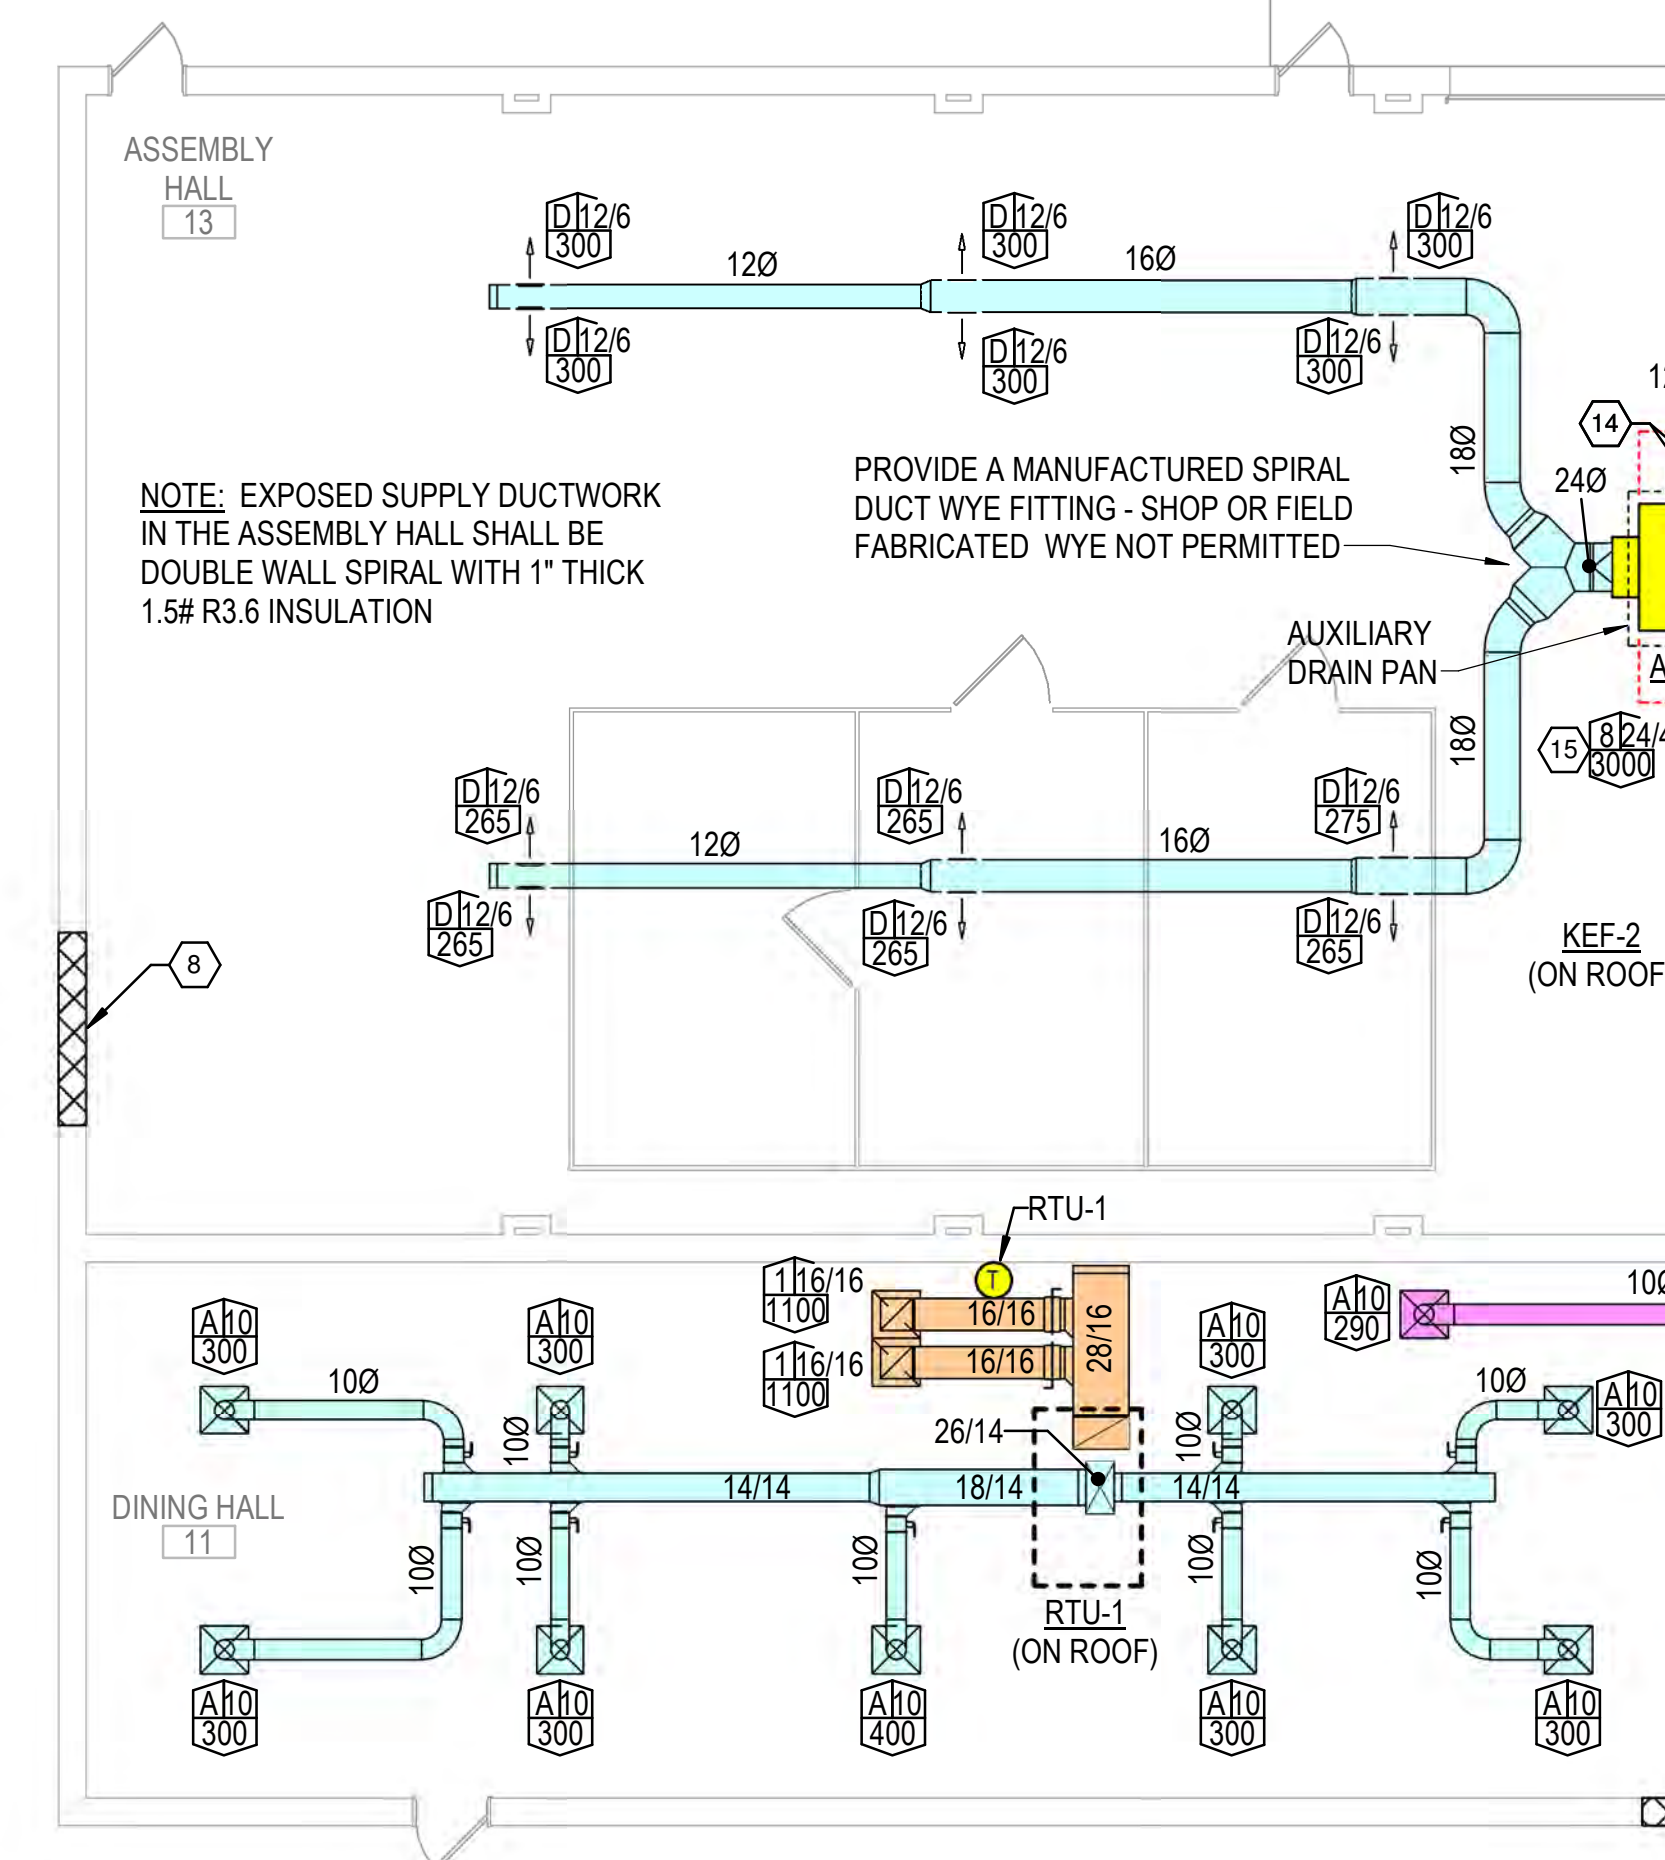 ASSEMBLY
HALL
13
D 12/6
300
D 12/6
300
D 12/6
300
12Ø
16Ø
D 12/6
300
D 12/6
300
D 12/6
300
18Ø
14
24Ø
NOTE: EXPOSED SUPPLY DUCTWORK
IN THE ASSEMBLY HALL SHALL BE
DOUBLE WALL SPIRAL WITH 1" THICK
1.5# R3.6 INSULATION
PROVIDE A MANUFACTURED SPIRAL
DUCT WYE FITTING - SHOP OR FIELD
FABRICATED WYE NOT PERMITTED
AUXILIARY
DRAIN PAN
A
18Ø
15
8 24/4
3000
D 12/6
265
D 12/6
265
D 12/6
275
12Ø
16Ø
D 12/6
265
D 12/6
265
D 12/6
265
KEF-2
(ON ROOF
8
RTU-1
T
1 16/16
1100
16/16
1 16/16
1100
16/16
28/16
A 10
300
A 10
300
A 10
300
A 10
290
10Ø
10Ø
10Ø
10Ø
10Ø
A 10
300
26/14
14/14
18/14
14/14
DINING HALL
11
10Ø
10Ø
10Ø
10Ø
10Ø
RTU-1
(ON ROOF)
A 10
300
A 10
300
A 10
400
A 10
300
A 10
300